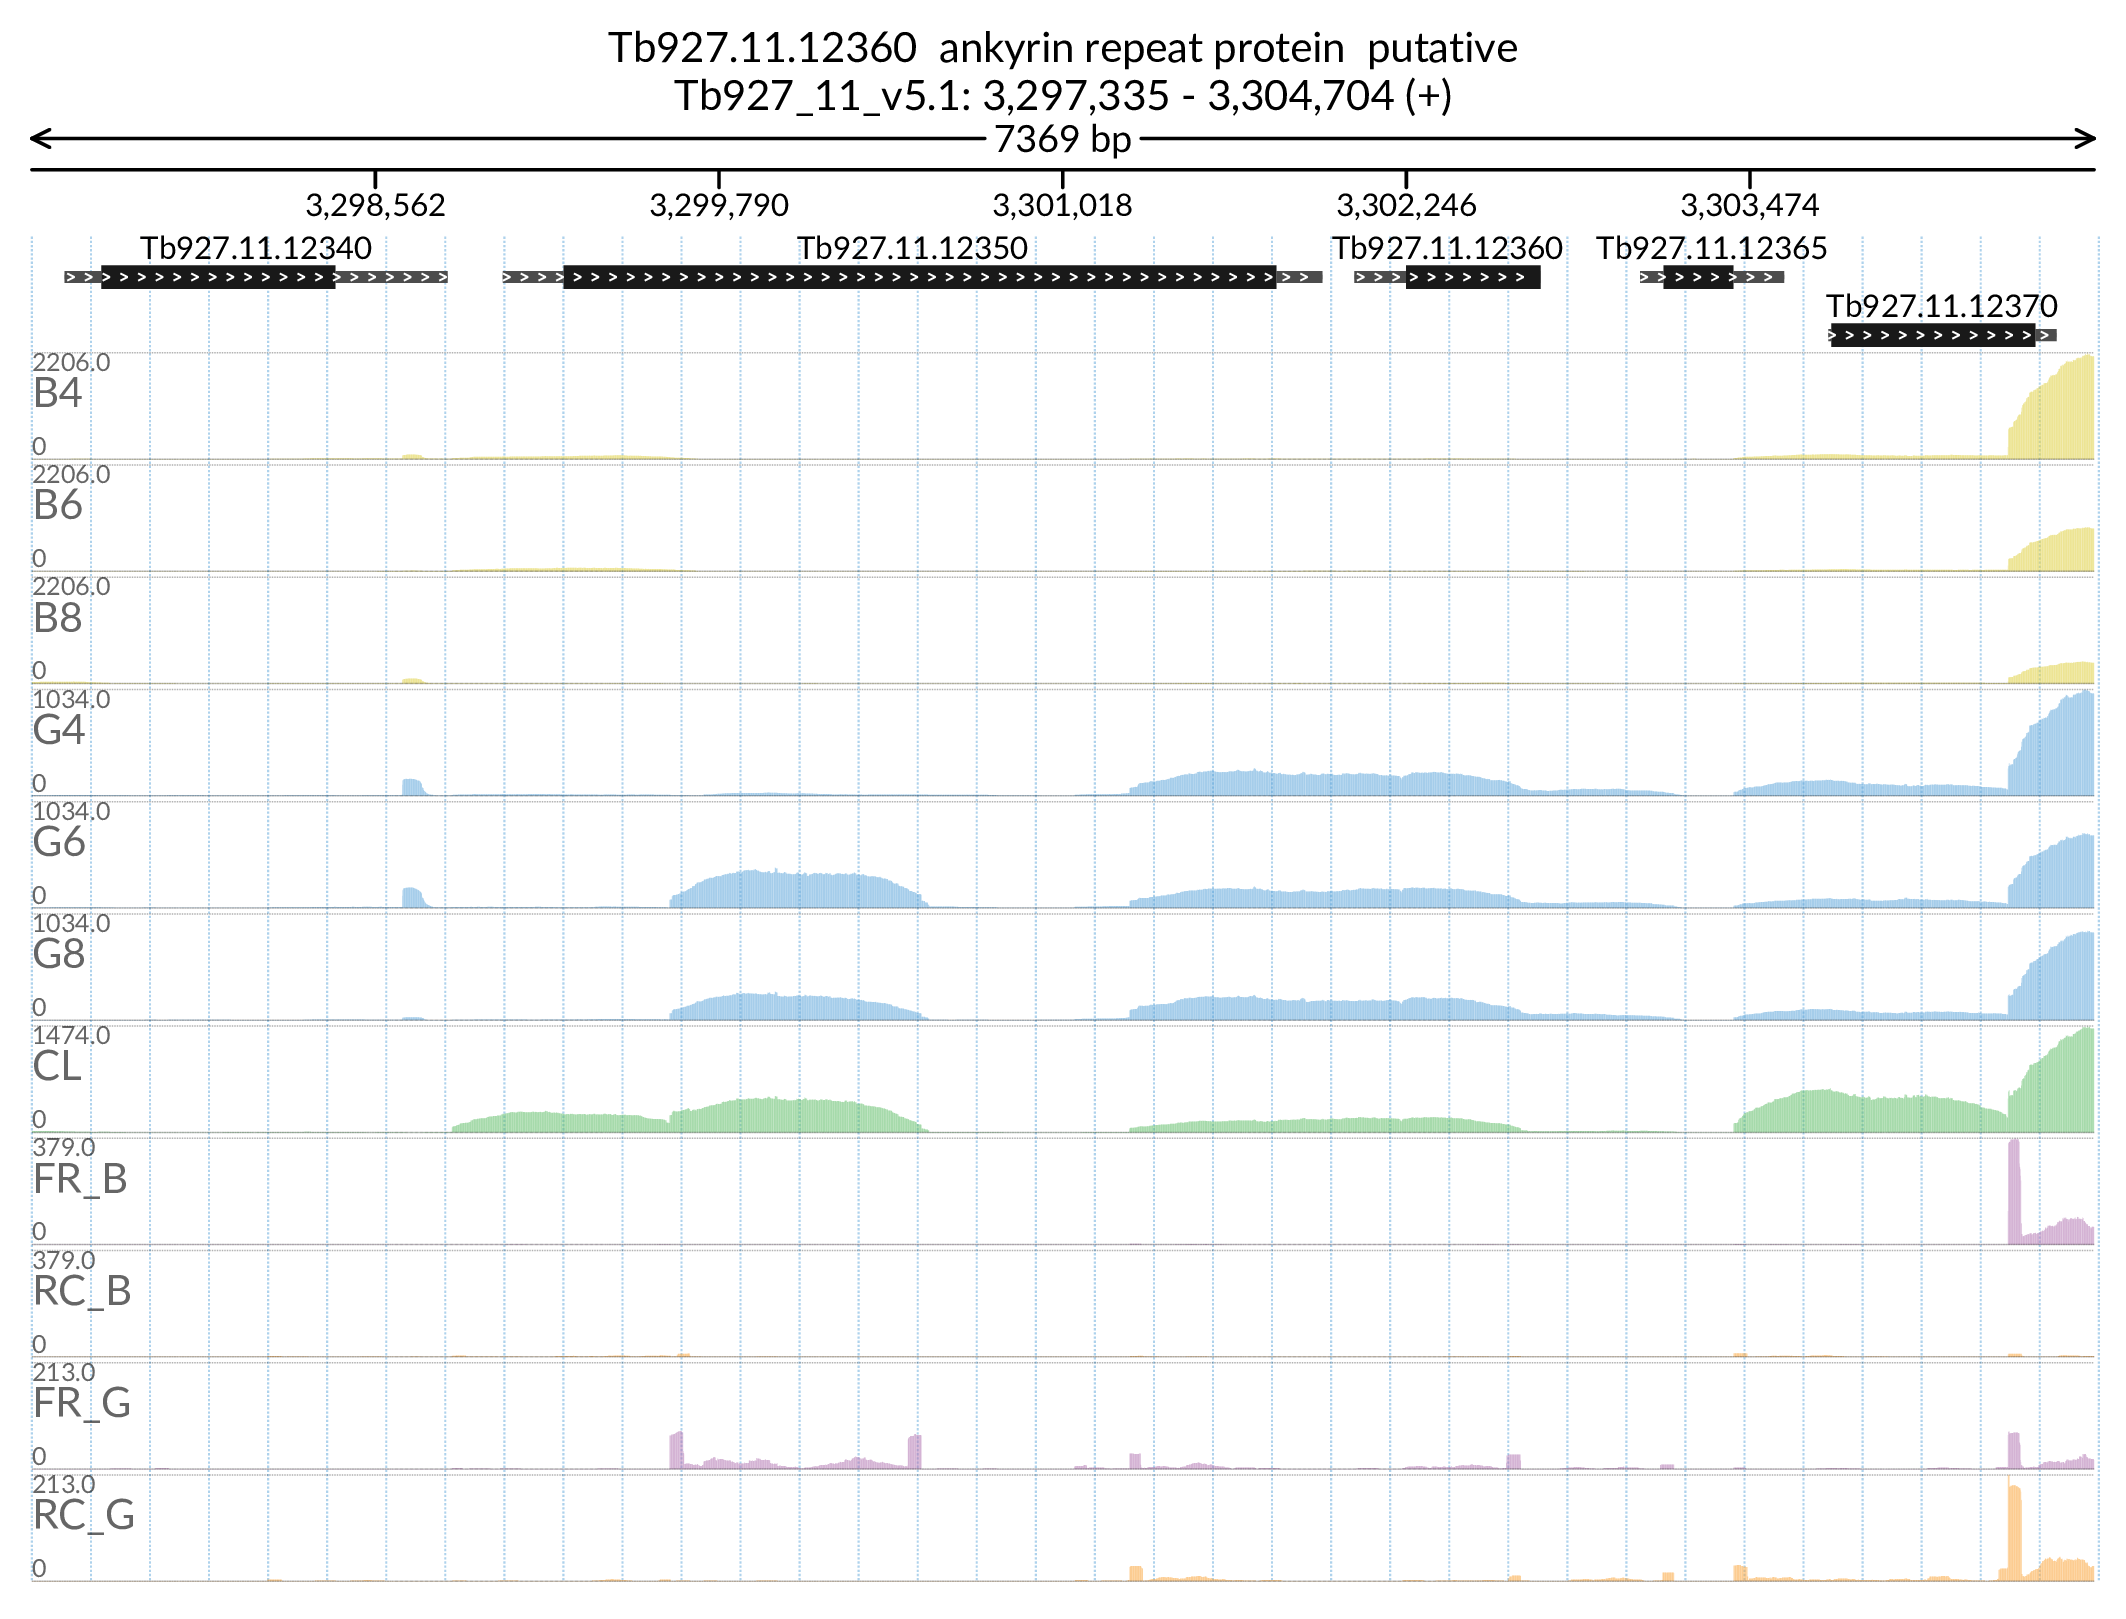 Tb927.11.12360  ankyrin repeat protein  putative
Tb927_11_v5.1: 3,297,335 - 3,304,704 (+)
7369 bp
3,298,562 3,299,790 3,301,018 3,302,246 3,303,474
Tb927.11.12340 Tb927.11.12350 Tb927.11.12360 Tb927.11.12365
Tb927.11.12370
2206.0
B4
0
2206.0
B6
0
2206.0
B8
0
1034.0
G4
0
1034.0
G6
0
1034.0
G8
0
1474.0
CL
0
379.0
FR_B
0
379.0
RC_B
0
213.0
FR_G
0
213.0
RC_G
0